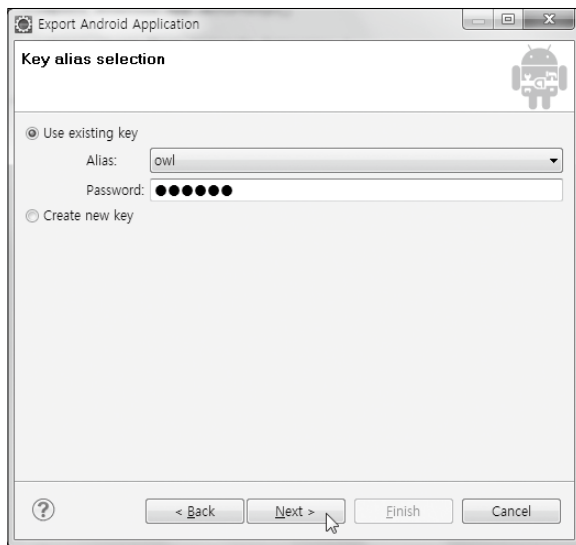 Export Android Application
Key alias selection
Use existing key
Alias: owl
Password: ●●●●●●
Create new key
< Back Next > Finish Cancel